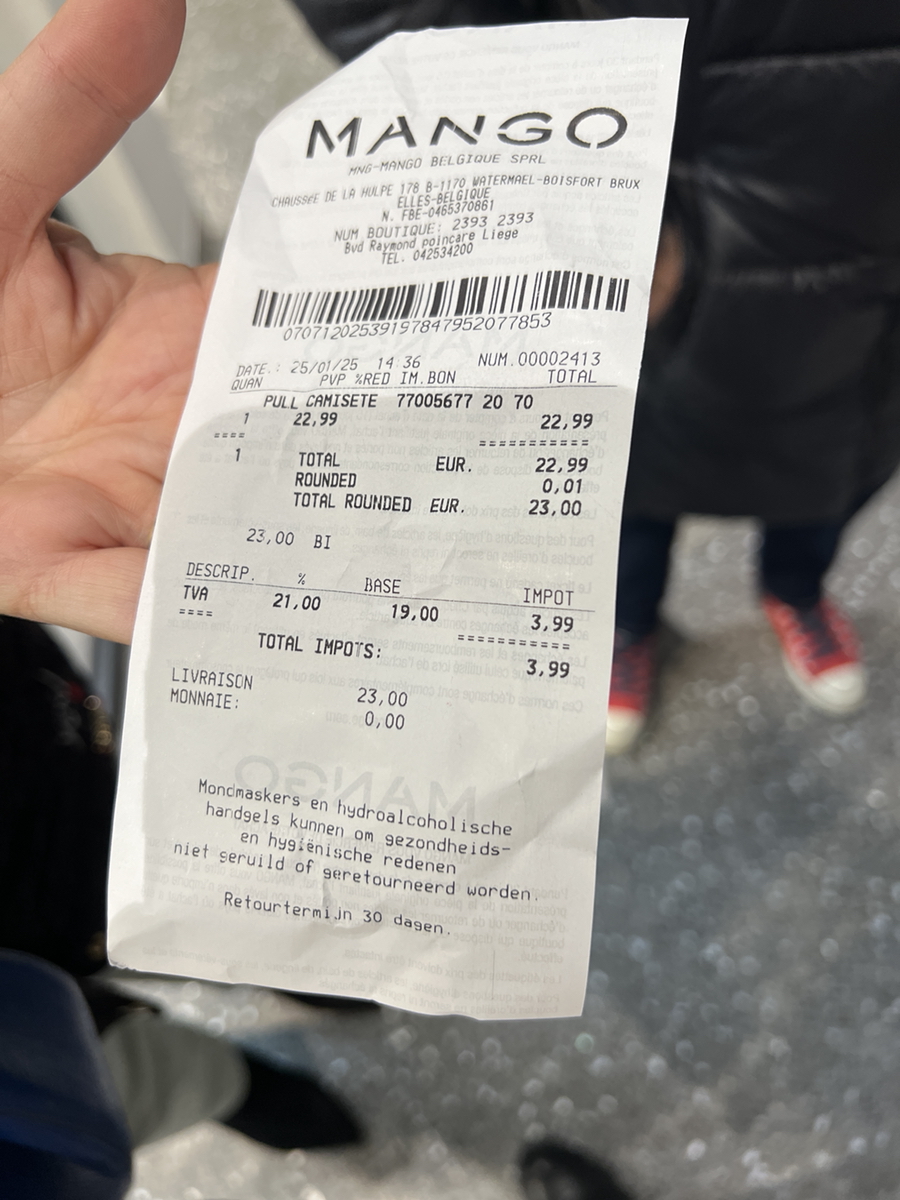 MANGO
MNG-MANGO BELGIQUE SPRL
CHAUSSéE DE LA HULPE 178 B-1170 WATERMAEL-BOISFORT BRUX
ELLES-BELGIQUE
N. FBE-0465370861
NUM BOUTIQUE: 2393 2393
Bvd Raymond poincare Liege
TEL. 042534200
0707120253919784795207​7853
DATE.: 25/01/25 14:36 NUM.00002413
QUAN PVP %RED IM.BON TOTAL
PULL CAMISETE 77005677 20 70
1 22,99 22,99
==== ===========
1 TOTAL EUR. 22,99
ROUNDED 0,01
TOTAL ROUNDED EUR. 23,00
23,00 BI
DESCRIP. % BASE IMPOT
TVA 21,00 19,00 3,99
==== ===========
TOTAL IMPOTS: 3,99
LIVRAISON 23,00
MONNAIE: 0,00
Mondmaskers en hydroalcoholische
handgels kunnen om gezondheids-
en hygiënische redenen
niet geruild of geretourneerd worden.
Retourtermijn 30 dagen.